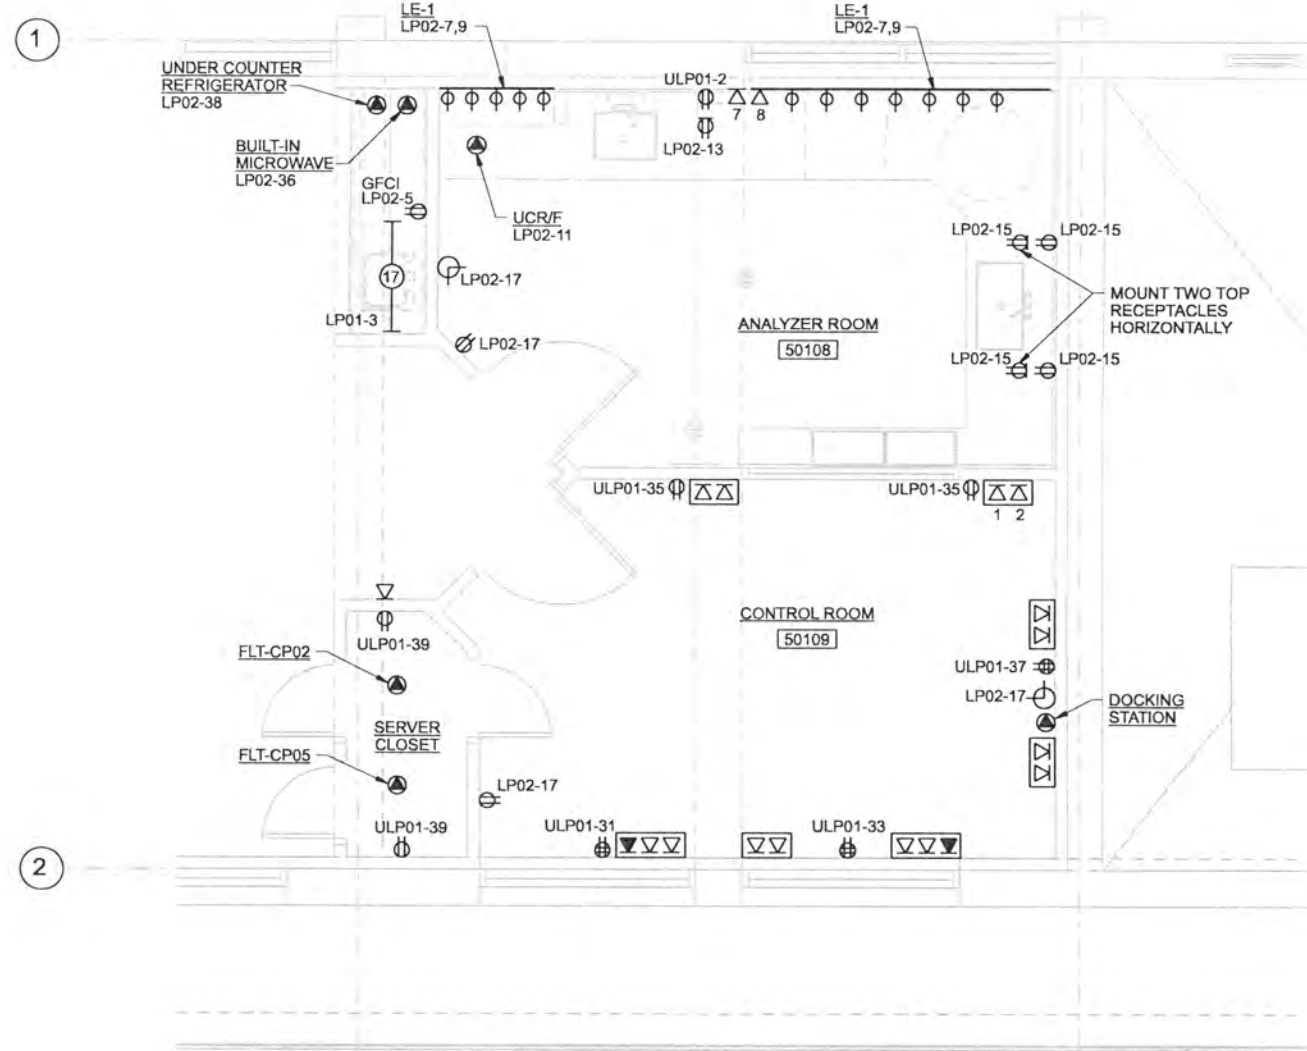 1
LE-1
LP02-7,9
LE-1
LP02-7,9
UNDER COUNTER
REFRIGERATOR
LP02-38
ULP01-2
7
8
BUILT-IN
MICROWAVE
LP02-36
LP02-13
GFCI
LP02-5
UCR/F
LP02-11
LP02-15
LP02-15
17
LP02-17
MOUNT TWO TOP
RECEPTACLES
HORIZONTALLY
LP01-3
ANALYZER ROOM
50108
LP02-17
LP02-15
LP02-15
ULP01-35
ULP01-35
1
2
CONTROL ROOM
50109
ULP01-39
FLT-CP02
ULP01-37
LP02-17
DOCKING
STATION
SERVER
CLOSET
FLT-CP05
LP02-17
ULP01-39
ULP01-31
ULP01-33
2